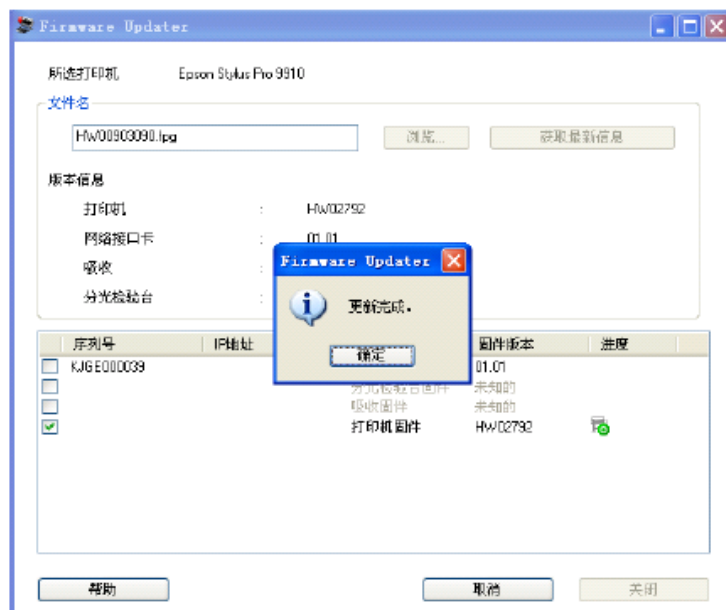 Firmware Updater
所选打印机 Epson Stylus Pro 9910
文件名
HW00903090.fpg 浏览... 获取最新信息
版本信息
打印机 : HW02792
网络接口卡 : 01.01
吸收 :
分光检验台 :
Firmware Updater
更新完成.
确定
序列号 IP地址 固件版本 进度
KJGE000039 01.01
分光检验台固件 未知的
吸收固件 未知的
打印机固件 HW02792
帮助 取消 关闭